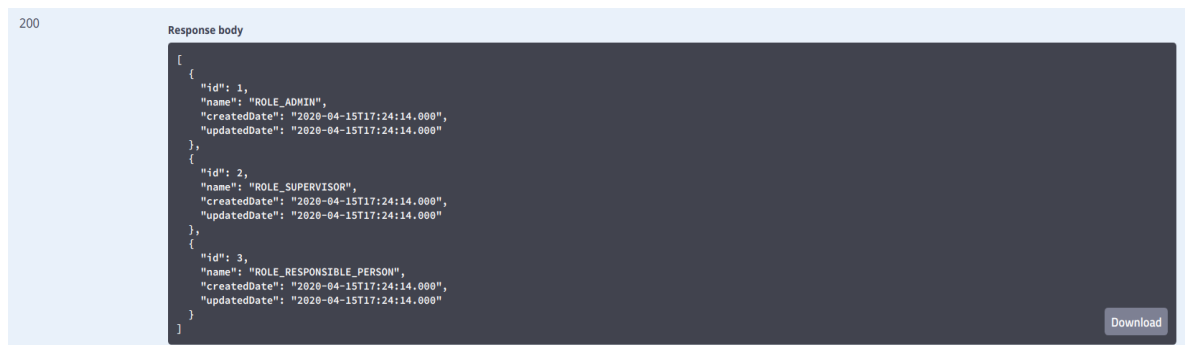 200
Response body
[
  {
    "id": 1,
    "name": "ROLE_ADMIN",
    "createdDate": "2020-04-15T17:24:14.000",
    "updatedDate": "2020-04-15T17:24:14.000"
  },
  {
    "id": 2,
    "name": "ROLE_SUPERVISOR",
    "createdDate": "2020-04-15T17:24:14.000",
    "updatedDate": "2020-04-15T17:24:14.000"
  },
  {
    "id": 3,
    "name": "ROLE_RESPONSIBLE_PERSON",
    "createdDate": "2020-04-15T17:24:14.000",
    "updatedDate": "2020-04-15T17:24:14.000"
  }
]
Download